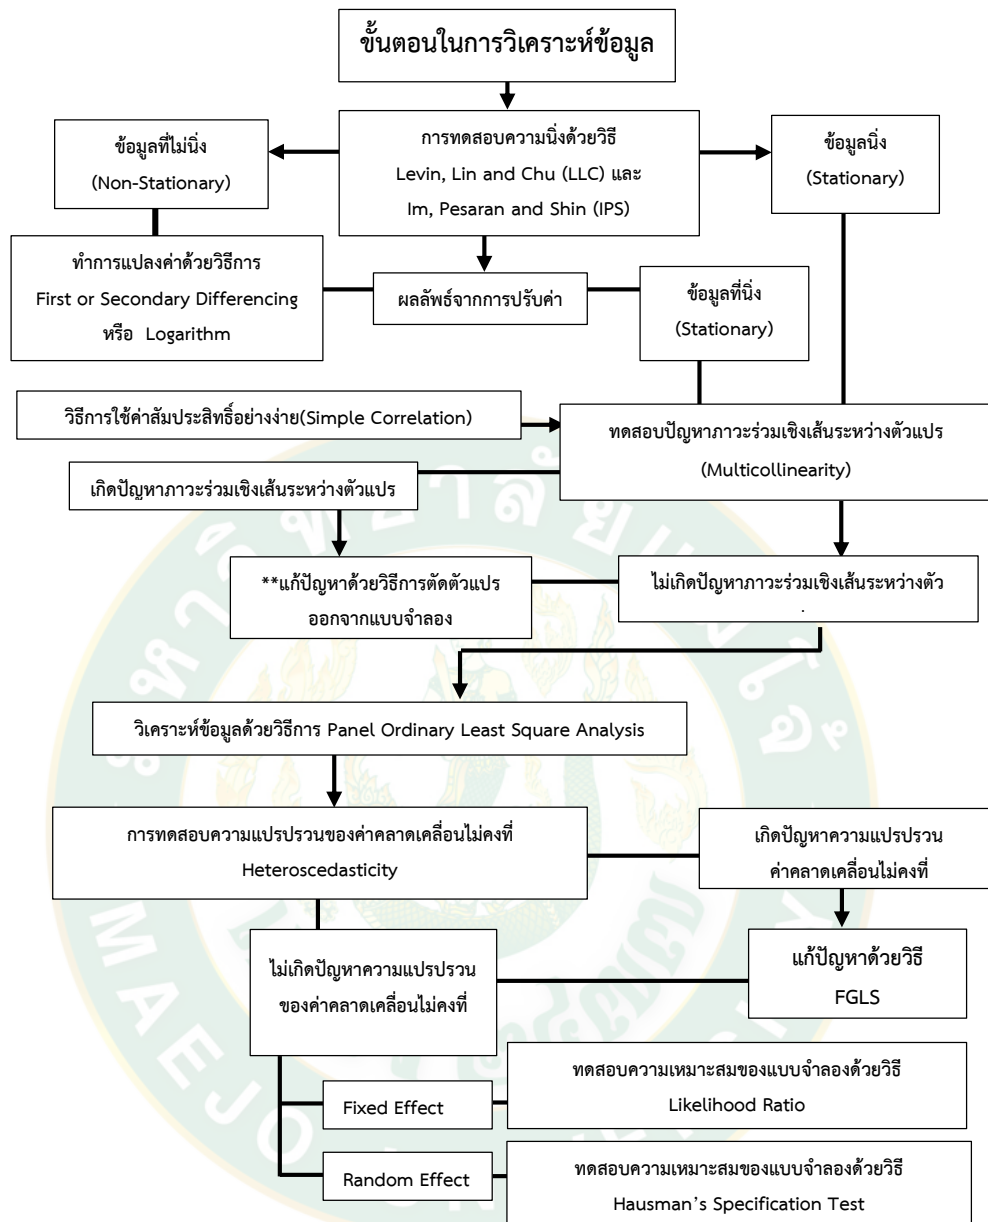 ขั้นตอนในการวิเคราะห์ข้อมูล
ข้อมูลที่ไม่นิ่ง
(Non-Stationary)
การทดสอบความนิ่งด้วยวิธี
Levin, Lin and Chu (LLC) และ
Im, Pesaran and Shin (IPS)
ข้อมูลนิ่ง
(Stationary)
ทำการแปลงค่าด้วยวิธีการ
First or Secondary Differencing
หรือ Logarithm
ผลลัพธ์จากการปรับค่า
ข้อมูลที่นิ่ง
(Stationary)
วิธีการใช้ค่าสัมประสิทธิ์อย่างง่าย(Simple Correlation)
ทดสอบปัญหาภาวะร่วมเชิงเส้นระหว่างตัวแปร
(Multicollinearity)
เกิดปัญหาภาวะร่วมเชิงเส้นระหว่างตัวแปร
**แก้ปัญหาด้วยวิธีการตัดตัวแปร
ออกจากแบบจำลอง
ไม่เกิดปัญหาภาวะร่วมเชิงเส้นระหว่างตัว
วิเคราะห์ข้อมูลด้วยวิธีการ Panel Ordinary Least Square Analysis
การทดสอบความแปรปรวนของค่าคลาดเคลื่อนไม่คงที่
Heteroscedasticity
เกิดปัญหาความแปรปรวน
ค่าคลาดเคลื่อนไม่คงที่
ไม่เกิดปัญหาความแปรปรวน
ของค่าคลาดเคลื่อนไม่คงที่
แก้ปัญหาด้วยวิธี
FGLS
Fixed Effect
ทดสอบความเหมาะสมของแบบจำลองด้วยวิธี
Likelihood Ratio
Random Effect
ทดสอบความเหมาะสมของแบบจำลองด้วยวิธี
Hausman's Specification Test